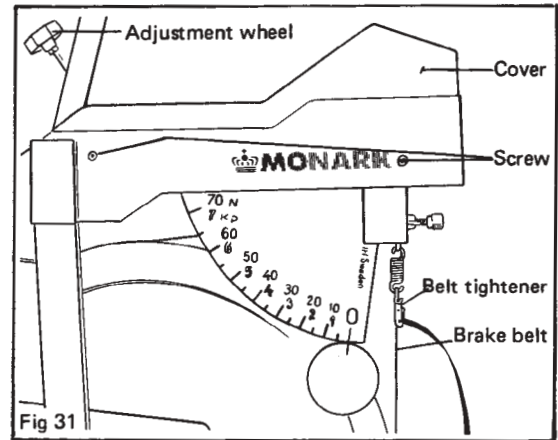 Adjustment wheel
Cover
MONARK
Screw
70 N
7 KP
60
6
50
5
40
4
30
3
20
2
10
1
0
Sweden
Belt tightener
Brake belt
Fig 31